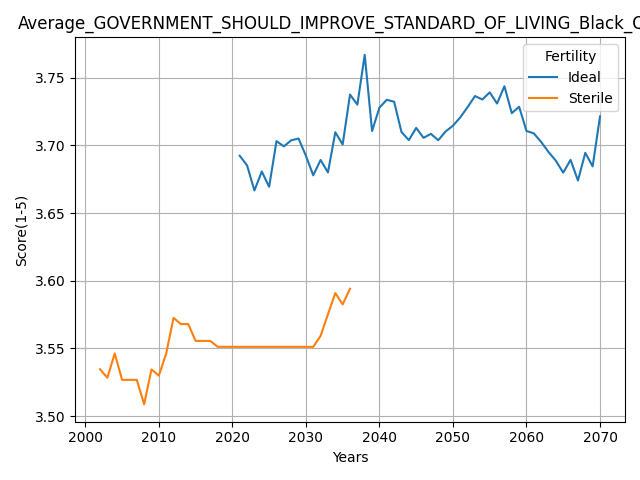 Average_GOVERNMENT_SHOULD_IMPROVE_STANDARD_OF_LIVING_Black_
Fertility
Ideal
Sterile
3.75
3.70
3.65
3.60
3.55
3.50
Score(1-5)
2000 2010 2020 2030 2040 2050 2060 2070
Years